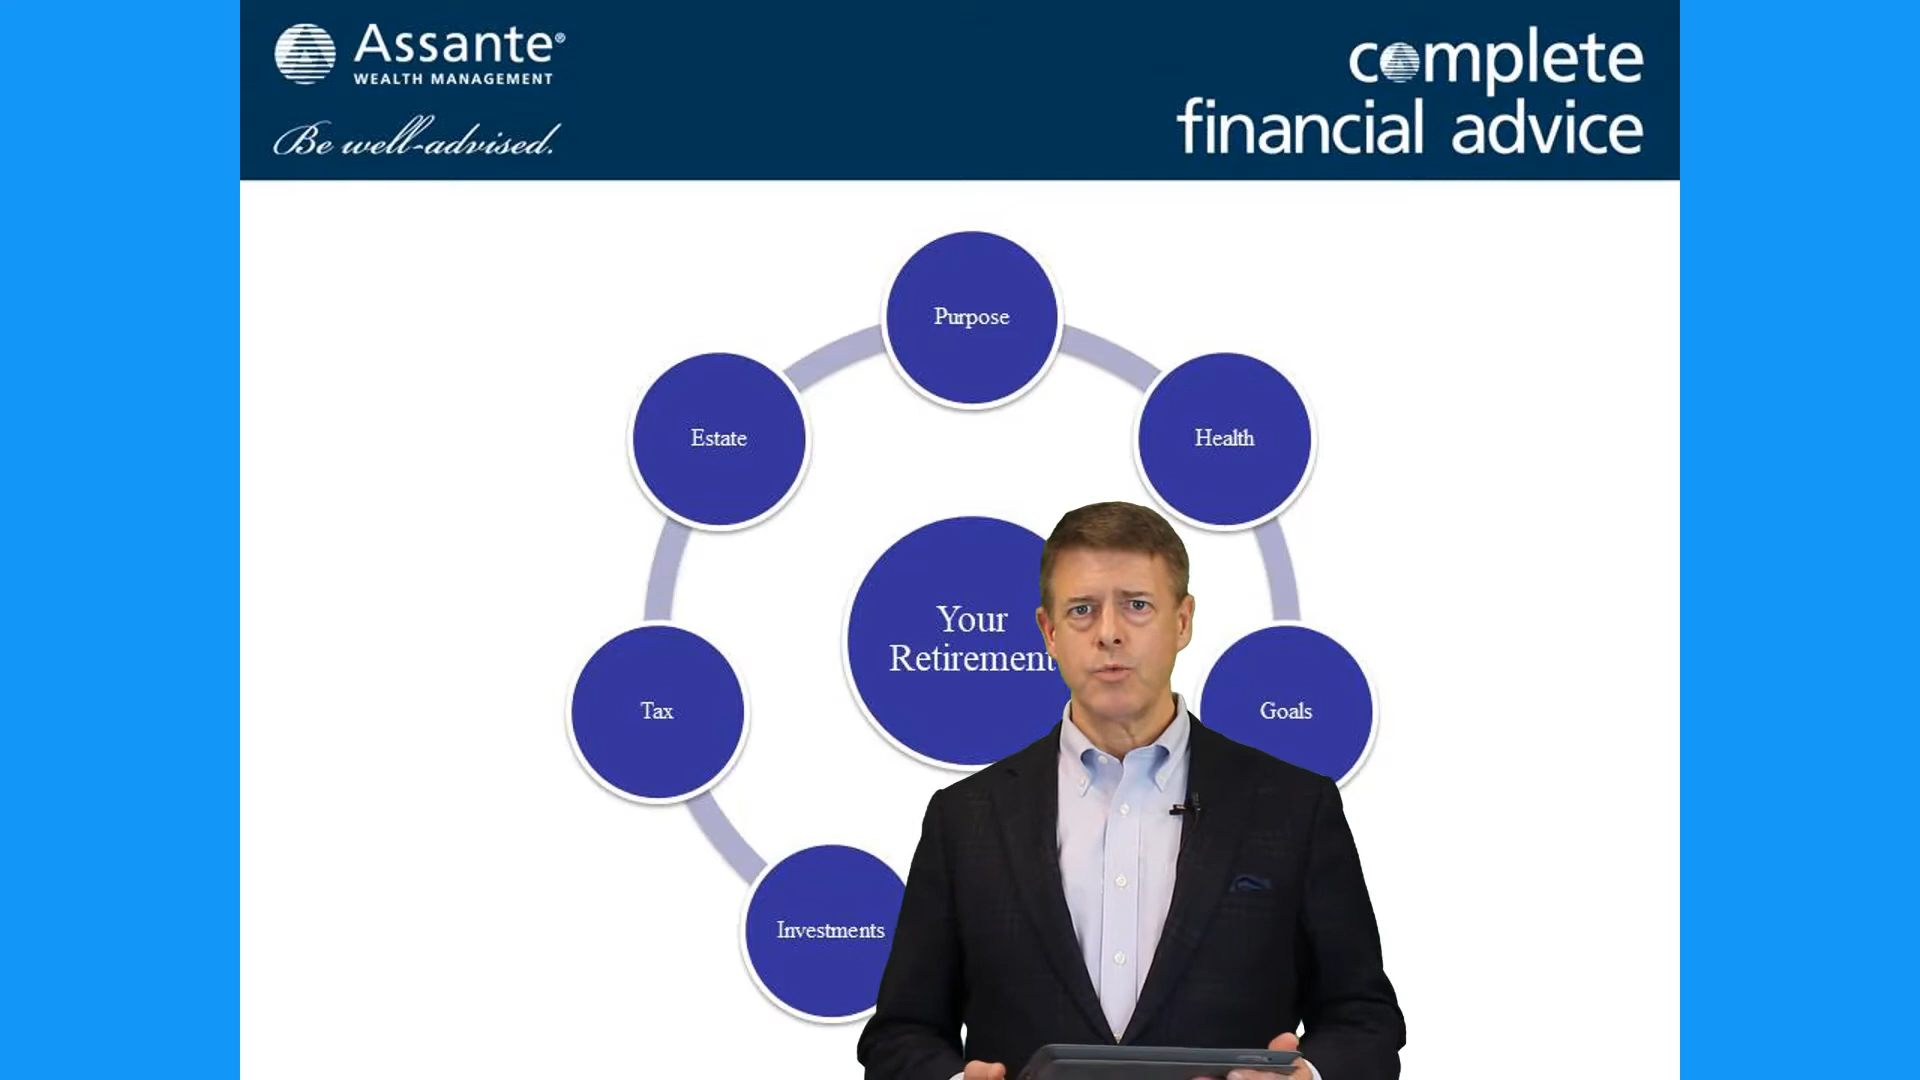 Assante®
WEALTH MANAGEMENT
Be well-advised.
complete
financial advice
Purpose
Estate
Health
Your
Retirement
Tax
Goals
Investments